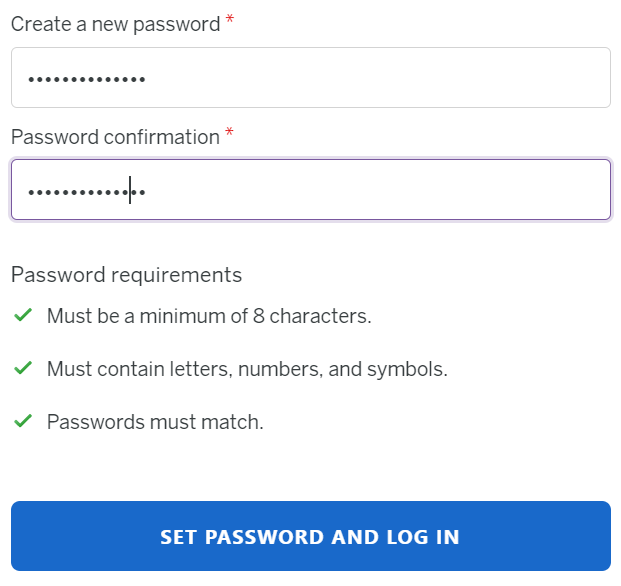 Create a new password *
••••••••••••••
Password confirmation *
••••••••••••••
Password requirements
Must be a minimum of 8 characters.
Must contain letters, numbers, and symbols.
Passwords must match.
SET PASSWORD AND LOG IN